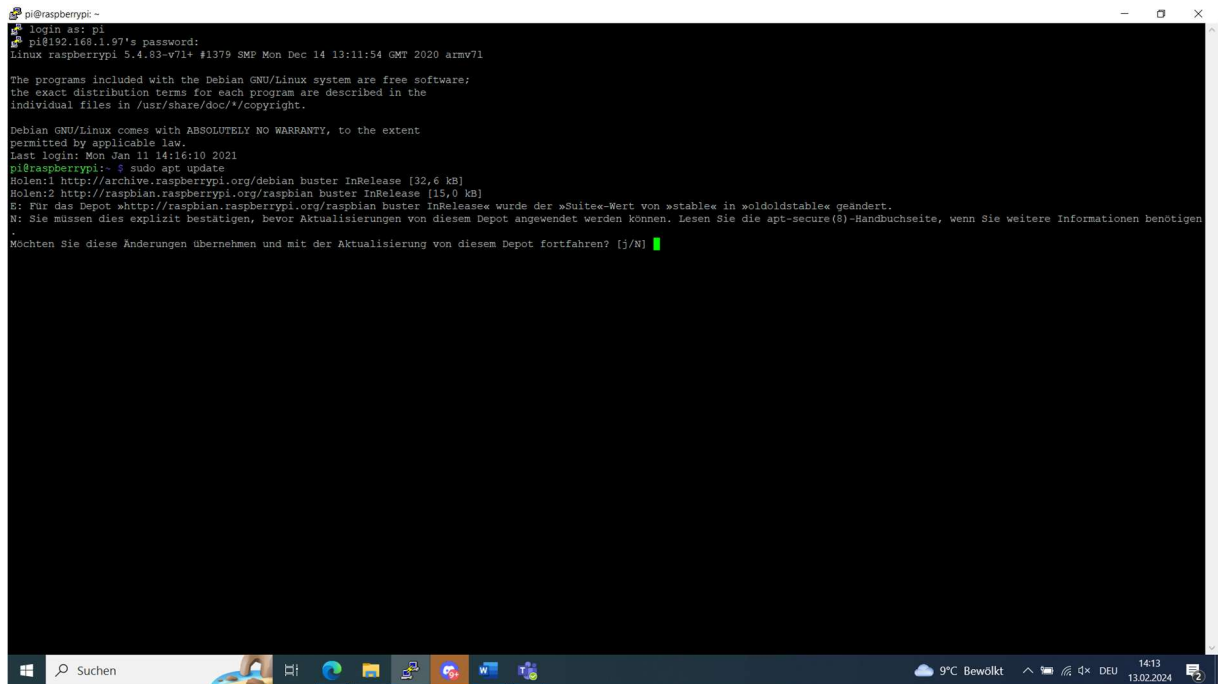 pi@raspberrypi: ~
login as: pi
pi@192.168.1.97's password:
Linux raspberrypi 5.4.83-v7l+ #1379 SMP Mon Dec 14 13:11:54 GMT 2020 armv7l
The programs included with the Debian GNU/Linux system are free software;
the exact distribution terms for each program are described in the
individual files in /usr/share/doc/*/copyright.
Debian GNU/Linux comes with ABSOLUTELY NO WARRANTY, to the extent
permitted by applicable law.
Last login: Mon Jan 11 14:16:10 2021
pi@raspberrypi:~ $ sudo apt update
Holen:1 http://archive.raspberrypi.org/debian buster InRelease [32,6 kB]
Holen:2 http://raspbian.raspberrypi.org/raspbian buster InRelease [15,0 kB]
E: Für das Depot »http://raspbian.raspberrypi.org/raspbian buster InRelease« wurde der »Suite«-Wert von »stable« in »oldoldstable« geändert.
N: Sie müssen dies explizit bestätigen, bevor Aktualisierungen von diesem Depot angewendet werden können. Lesen Sie die apt-secure(8)-Handbuchseite, wenn Sie weitere Informationen benötigen
.
Möchten Sie diese Änderungen übernehmen und mit der Aktualisierung von diesem Depot fortfahren? [j/N]
Suchen
9°C Bewölkt
DEU
14:13
13.02.2024
2